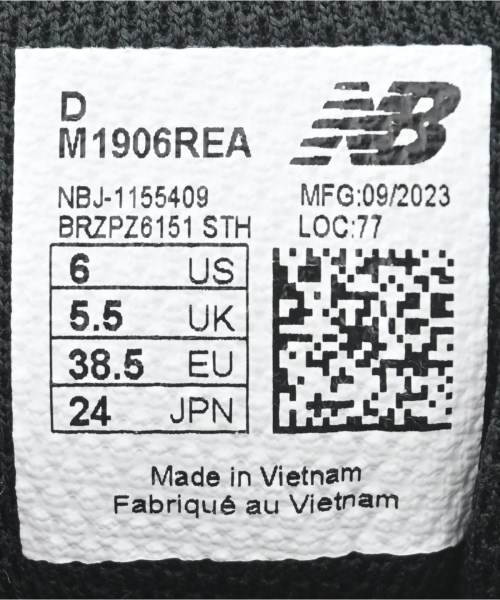 D
M1906REA
NB
NBJ-1155409
MFG:09/2023
BRZPZ6151 STH
LOC:77
6 US
5.5 UK
38.5 EU
24 JPN
Made in Vietnam
Fabriqué au Vietnam